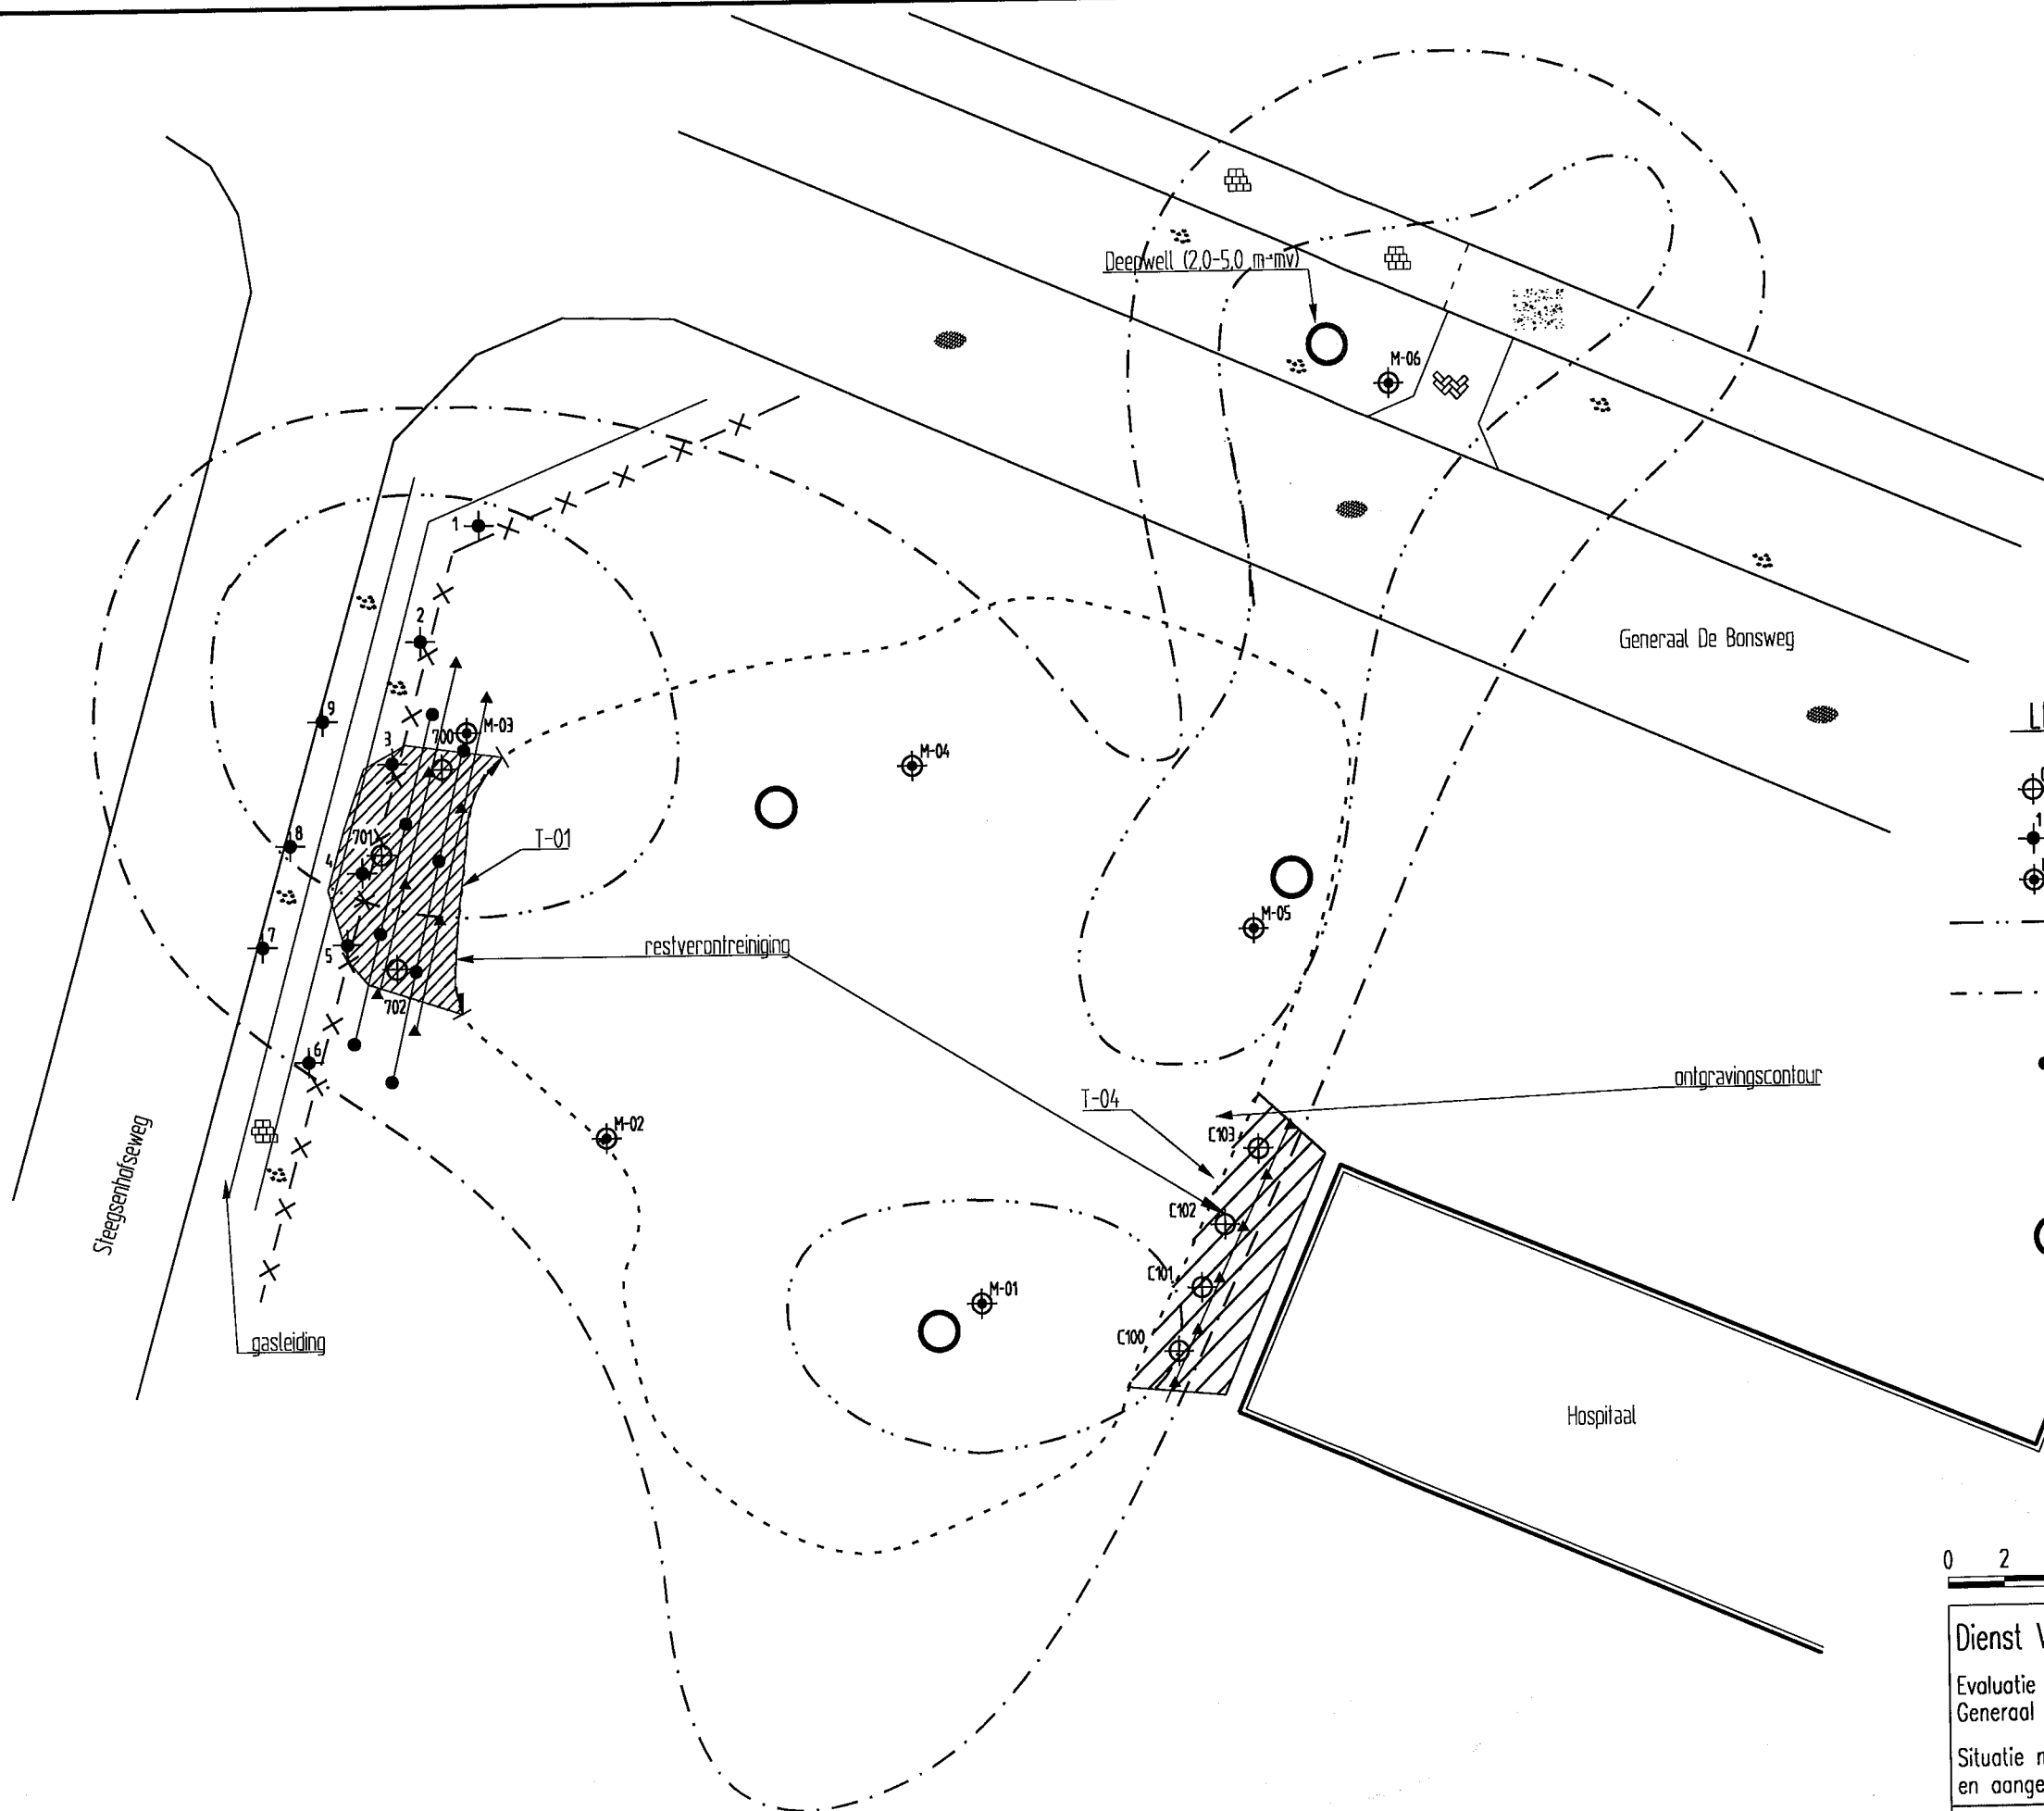 Deepwell (2,0-5,0 m-mv)
M-06
1
2
Generaal De Bonsweg
9
700
M-03
3
M-04
701
8
4
T-01
M-05
7
5
restverontreiniging
702
6
ontgravingscontour
T-04
C103
M-02
Steegsenhofseweg
C102
C101
M-01
C100
gasleiding
Hospitaal
1
0 2
Dienst
Evaluatie
Generaal
Situatie
en